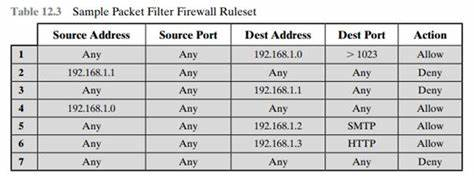 Table 12.3 Sample Packet Filter Firewall Ruleset
Source Address Source Port Dest Address Dest Port Action
1 Any Any 192.168.1.0 > 1023 Allow
2 192.168.1.1 Any Any Any Deny
3 Any Any 192.168.1.1 Any Deny
4 192.168.1.0 Any Any Any Allow
5 Any Any 192.168.1.2 SMTP Allow
6 Any Any 192.168.1.3 HTTP Allow
7 Any Any Any Any Deny